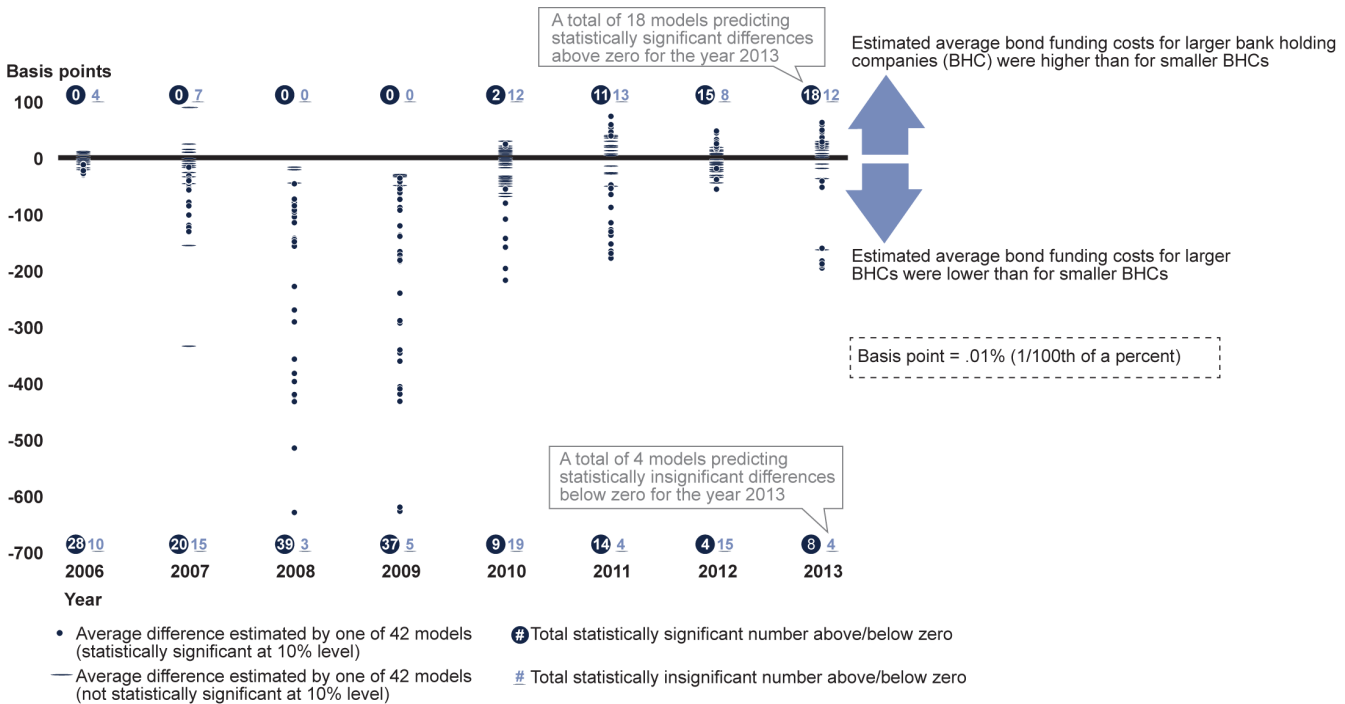 A total of 18 models predicting
statistically significant differences
above zero for the year 2013
Estimated average bond funding costs for larger bank holding
companies (BHC) were higher than for smaller BHCs
Basis points
100 0 4 0 7 0 0 0 0 2 12 11 13 15 8 18 12
0
-100
-200
-300
-400
-500
-600
-700
Estimated average bond funding costs for larger
BHCs were lower than for smaller BHCs
Basis point = .01% (1/100th of a percent)
A total of 4 models predicting
statistically insignificant differences
below zero for the year 2013
28 10 20 15 39 3 37 5 9 19 14 4 4 15 8 4
2006 2007 2008 2009 2010 2011 2012 2013
Year
Average difference estimated by one of 42 models
(statistically significant at 10% level)
Average difference estimated by one of 42 models
(not statistically significant at 10% level)
# Total statistically significant number above/below zero
# Total statistically insignificant number above/below zero